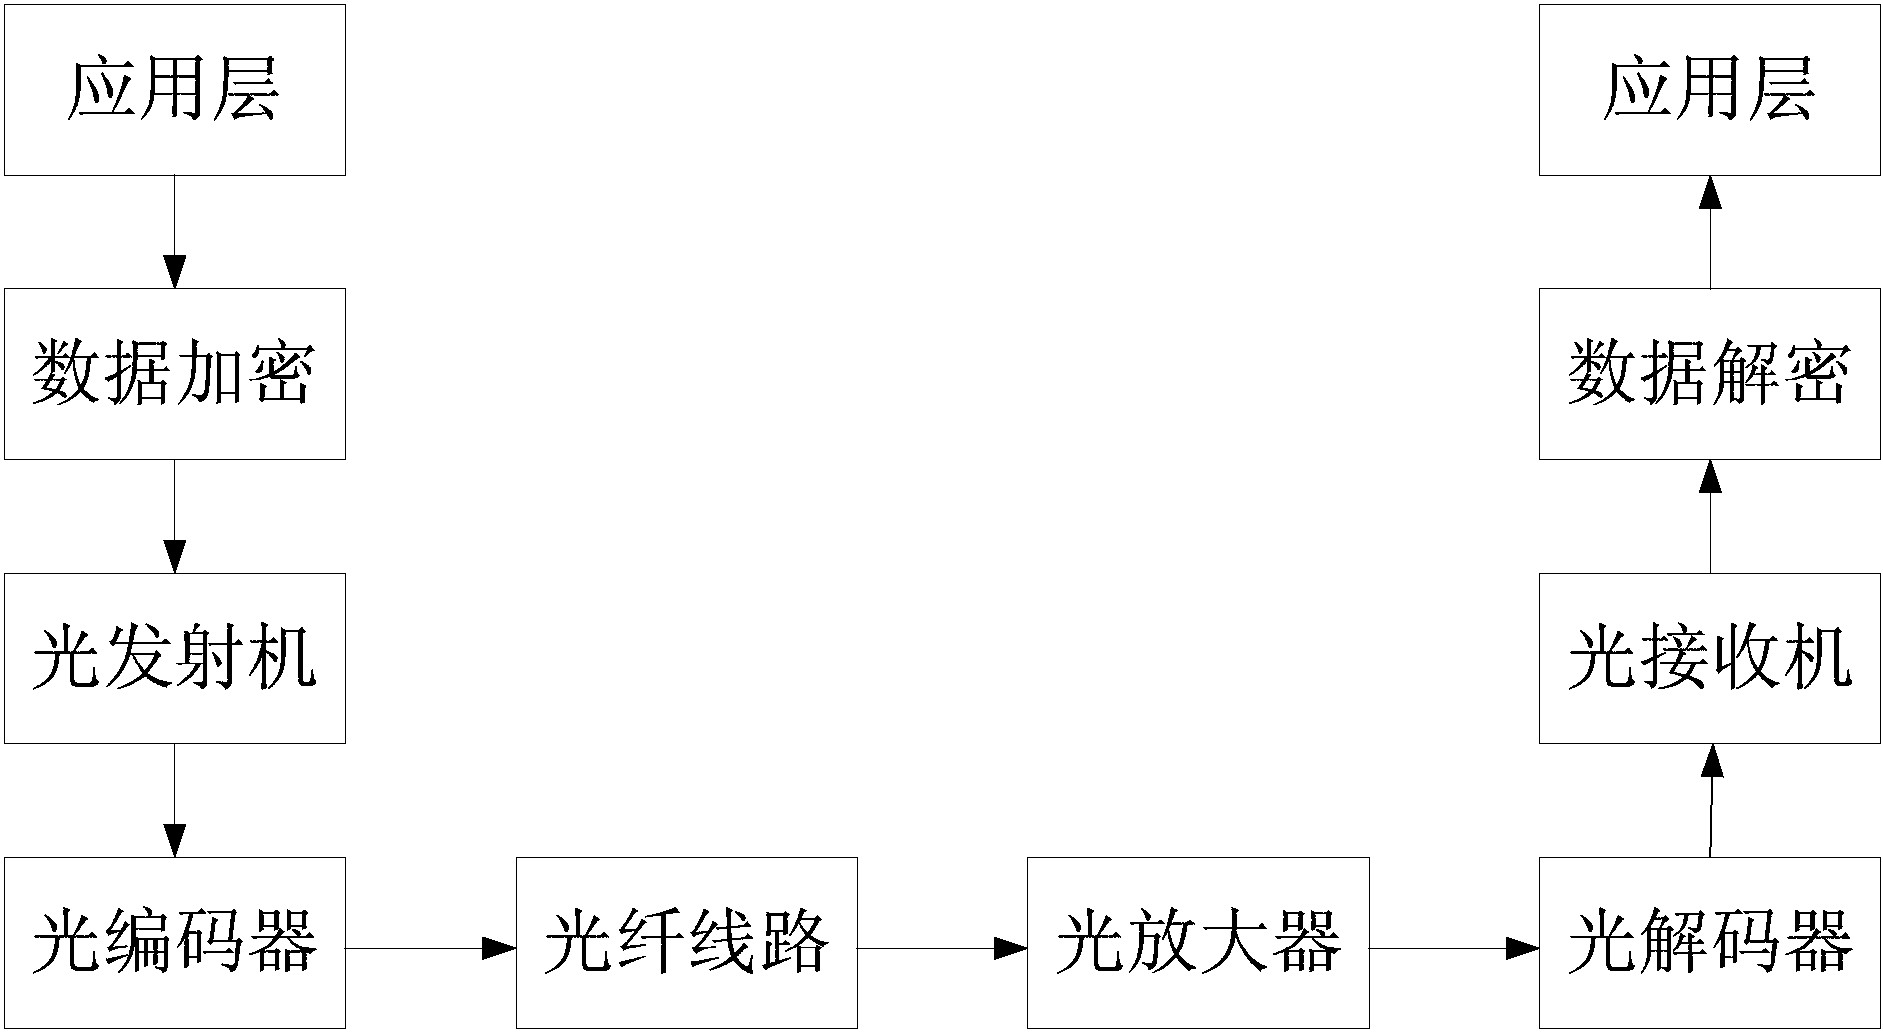 应用层
应用层
数据加密
数据解密
光发射机
光接收机
光编码器
光纤线路
光放大器
光解码器